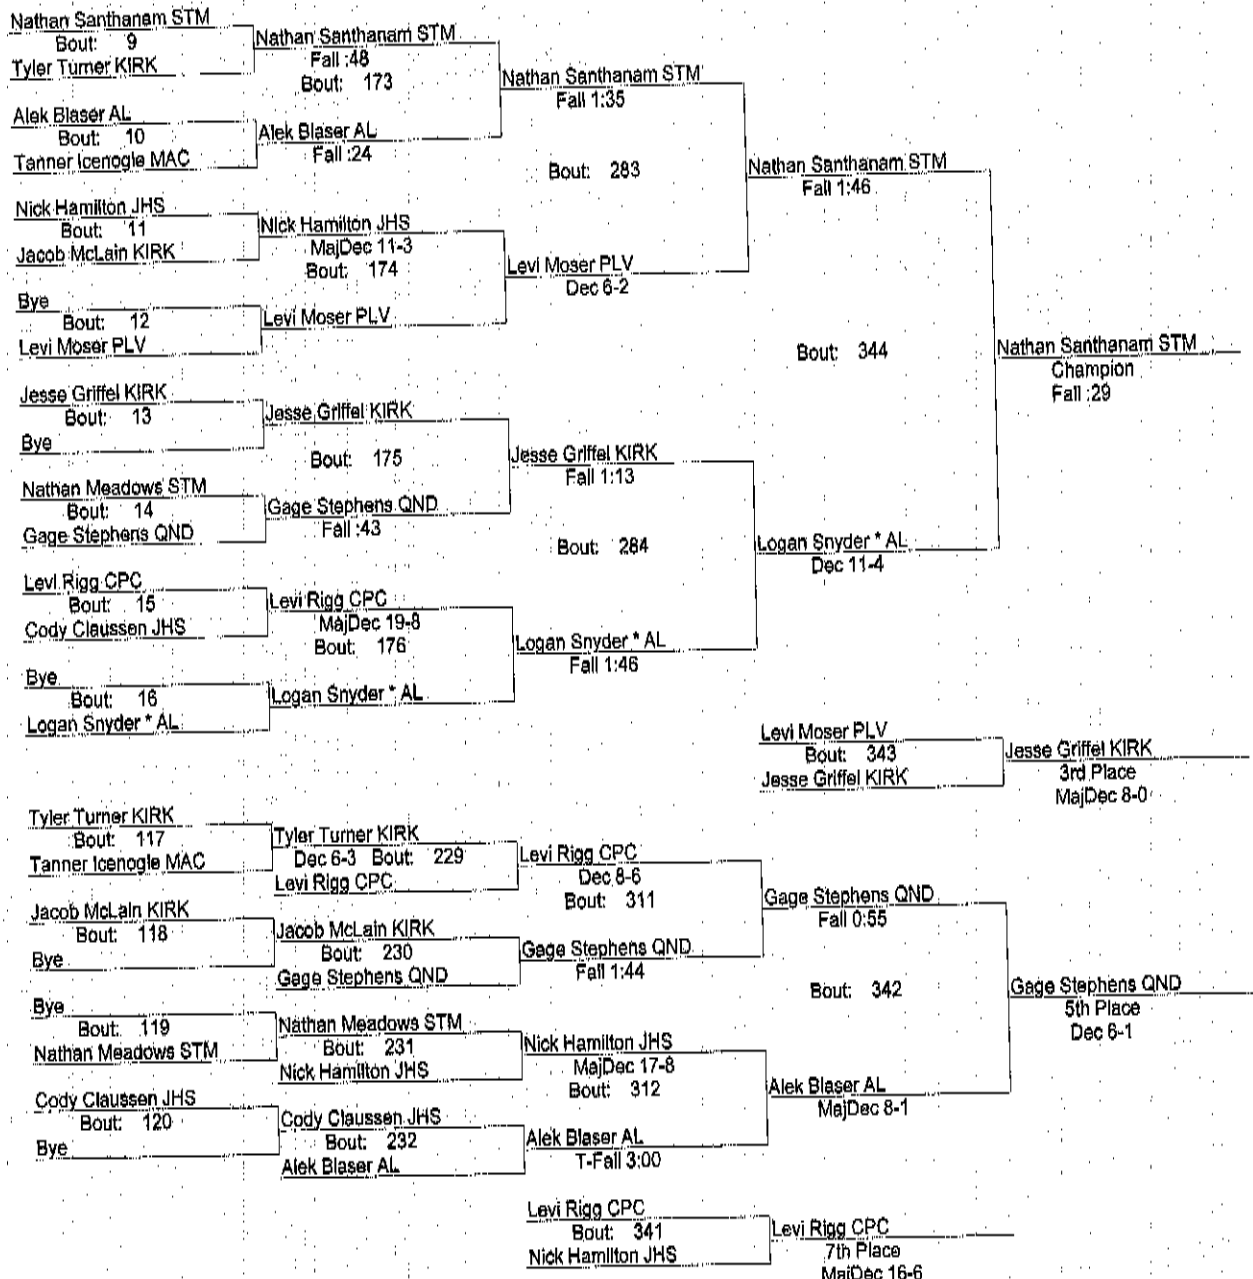 Nathan Santhanam STM
Bout: 9
Tyler Turner KIRK
Nathan Santhanam STM
Fall :48
Bout: 173
Alek Blaser AL
Bout: 10
Tanner Icenogle MAC
Alek Blaser AL
Fall :24
Nathan Santhanam STM
Fall 1:35
Bout: 283
Nick Hamilton JHS
Bout: 11
Jacob McLain KIRK
Nick Hamilton JHS
MajDec 11-3
Bout: 174
Bye
Bout: 12
Levi Moser PLV
Levi Moser PLV
Levi Moser PLV
Dec 6-2
Nathan Santhanam STM
Fall 1:46
Bout: 344
Nathan Santhanam STM
Champion
Fall :29
Jesse Griffel KIRK
Bout: 13
Bye
Jesse Griffel KIRK
Bout: 175
Nathan Meadows STM
Bout: 14
Gage Stephens QND
Gage Stephens QND
Fall :43
Jesse Griffel KIRK
Fall 1:13
Bout: 284
Levi Rigg CPC
Bout: 15
Cody Claussen JHS
Levi Rigg CPC
MajDec 19-8
Bout: 176
Bye
Bout: 16
Logan Snyder * AL
Logan Snyder * AL
Logan Snyder * AL
Fall 1:46
Logan Snyder * AL
Dec 11-4
Levi Moser PLV
Bout: 343
Jesse Griffel KIRK
Jesse Griffel KIRK
3rd Place
MajDec 8-0
Tyler Turner KIRK
Bout: 117
Tanner Icenogle MAC
Tyler Turner KIRK
Dec 6-3 Bout: 229
Levi Rigg CPC
Levi Rigg CPC
Dec 8-6
Bout: 311
Jacob McLain KIRK
Bout: 118
Bye
Jacob McLain KIRK
Bout: 230
Gage Stephens QND
Gage Stephens QND
Fall 1:44
Gage Stephens QND
Fall 0:55
Bout: 342
Gage Stephens QND
5th Place
Dec 6-1
Bye
Bout: 119
Nathan Meadows STM
Nathan Meadows STM
Bout: 231
Nick Hamilton JHS
Nick Hamilton JHS
MajDec 17-8
Bout: 312
Cody Claussen JHS
Bout: 120
Bye
Cody Claussen JHS
Bout: 232
Alek Blaser AL
Alek Blaser AL
T-Fall 3:00
Alek Blaser AL
MajDec 8-1
Levi Rigg CPC
Bout: 341
Nick Hamilton JHS
Levi Rigg CPC
7th Place
MajDec 16-6